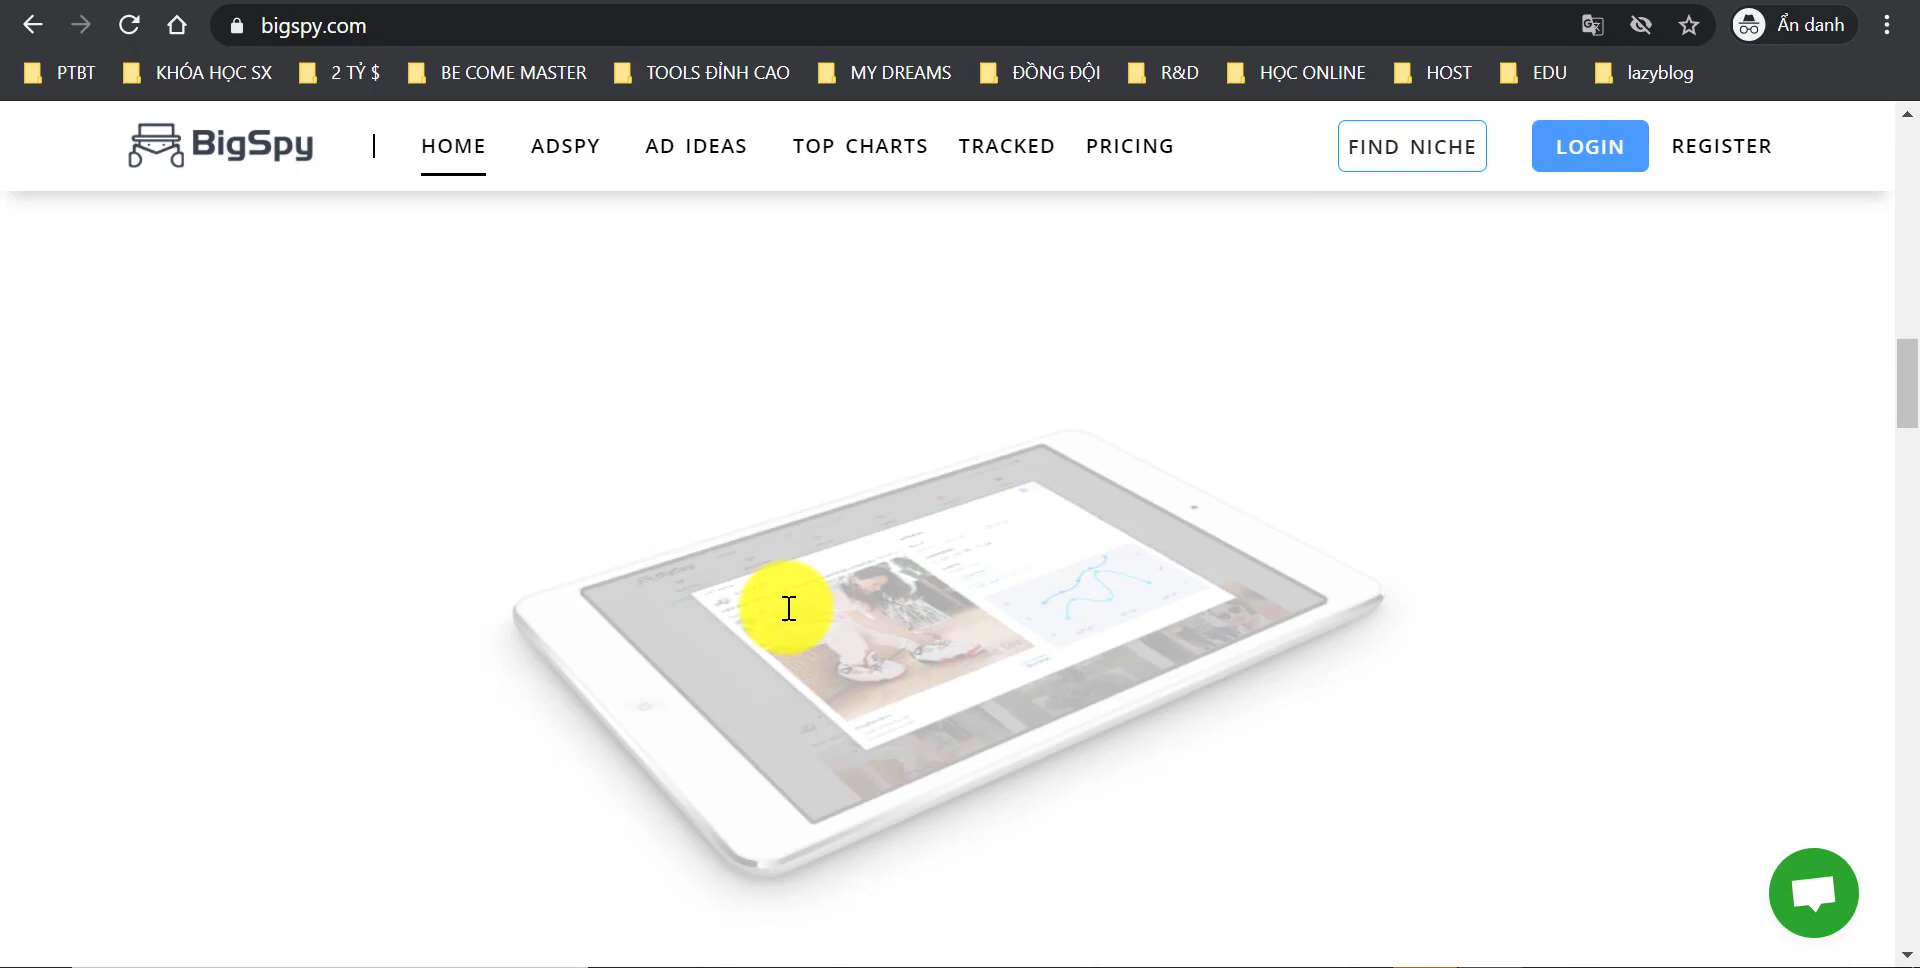 bigspy.com
Ẩn danh
PTBT KHÓA HỌC SX 2 TỶ $ BE COME MASTER TOOLS ĐỈNH CAO MY DREAMS ĐỒNG ĐỘI R&D HỌC ONLINE HOST EDU lazyblog
BigSpy | HOME ADSPY AD IDEAS TOP CHARTS TRACKED PRICING FIND NICHE LOGIN REGISTER